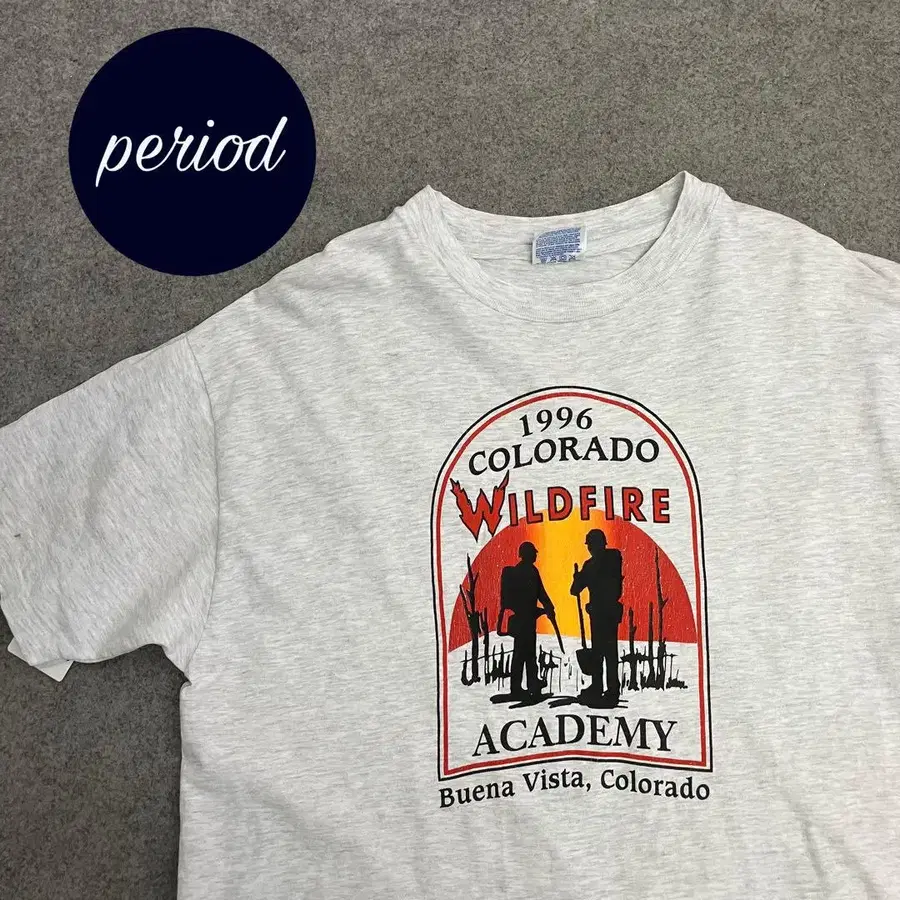 period
1996
COLORADO
WILDFIRE
ACADEMY
Buena Vista, Colorado